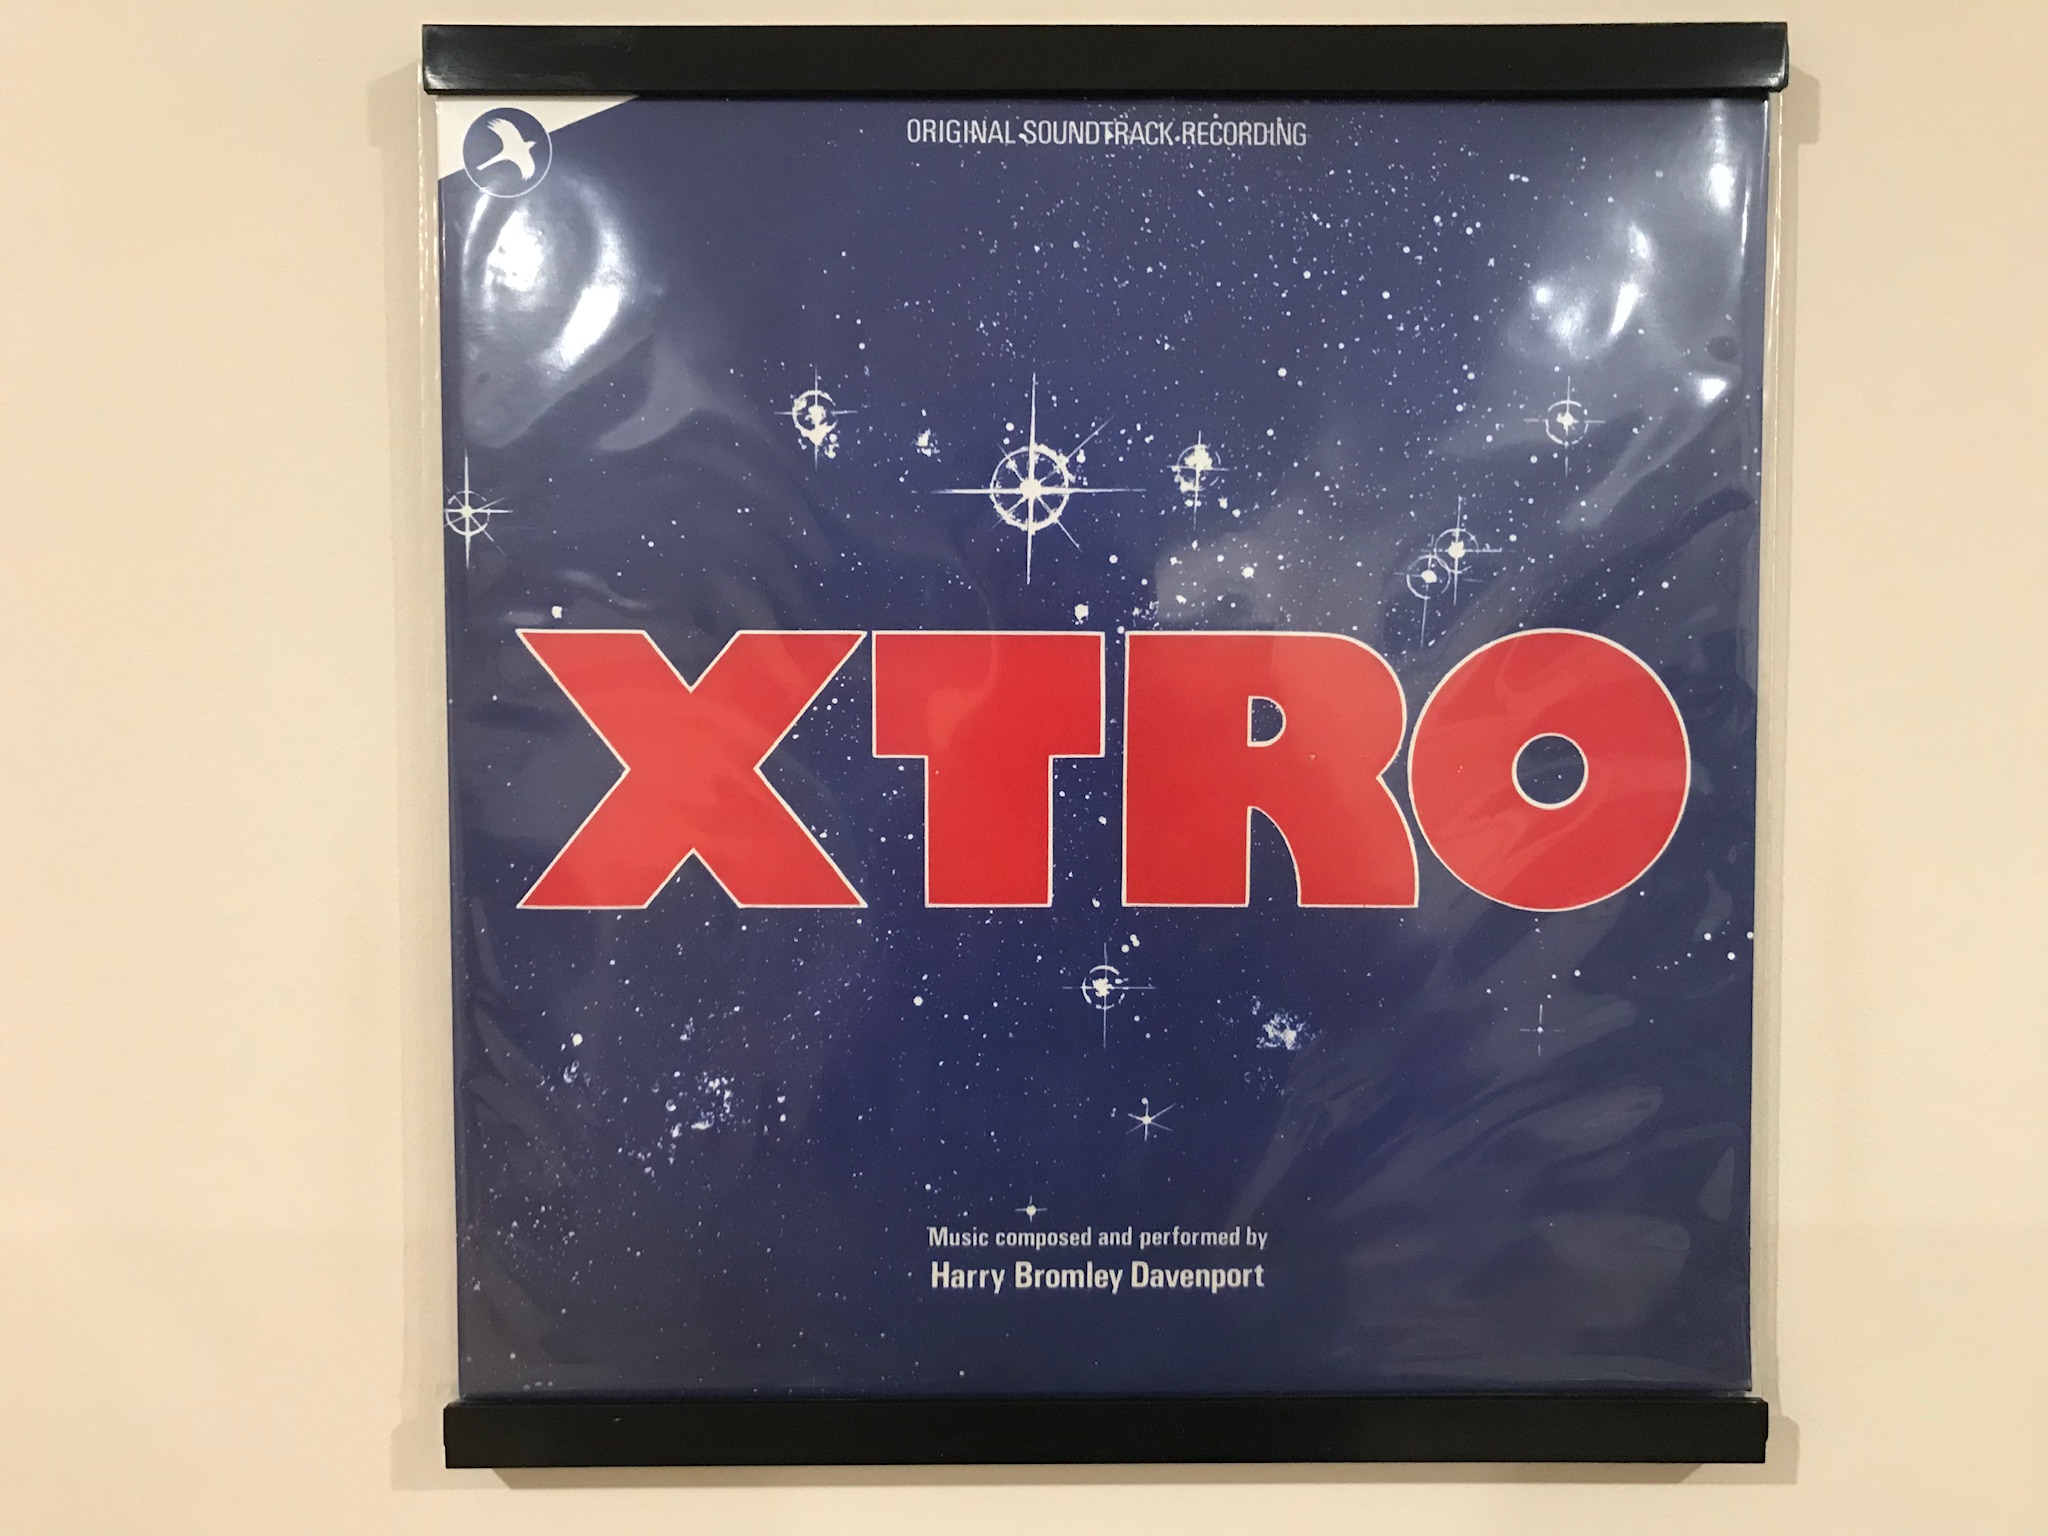 ORIGINAL SOUNDTRACK RECORDING
XTRO
Music composed and performed by
Harry Bromley Davenport